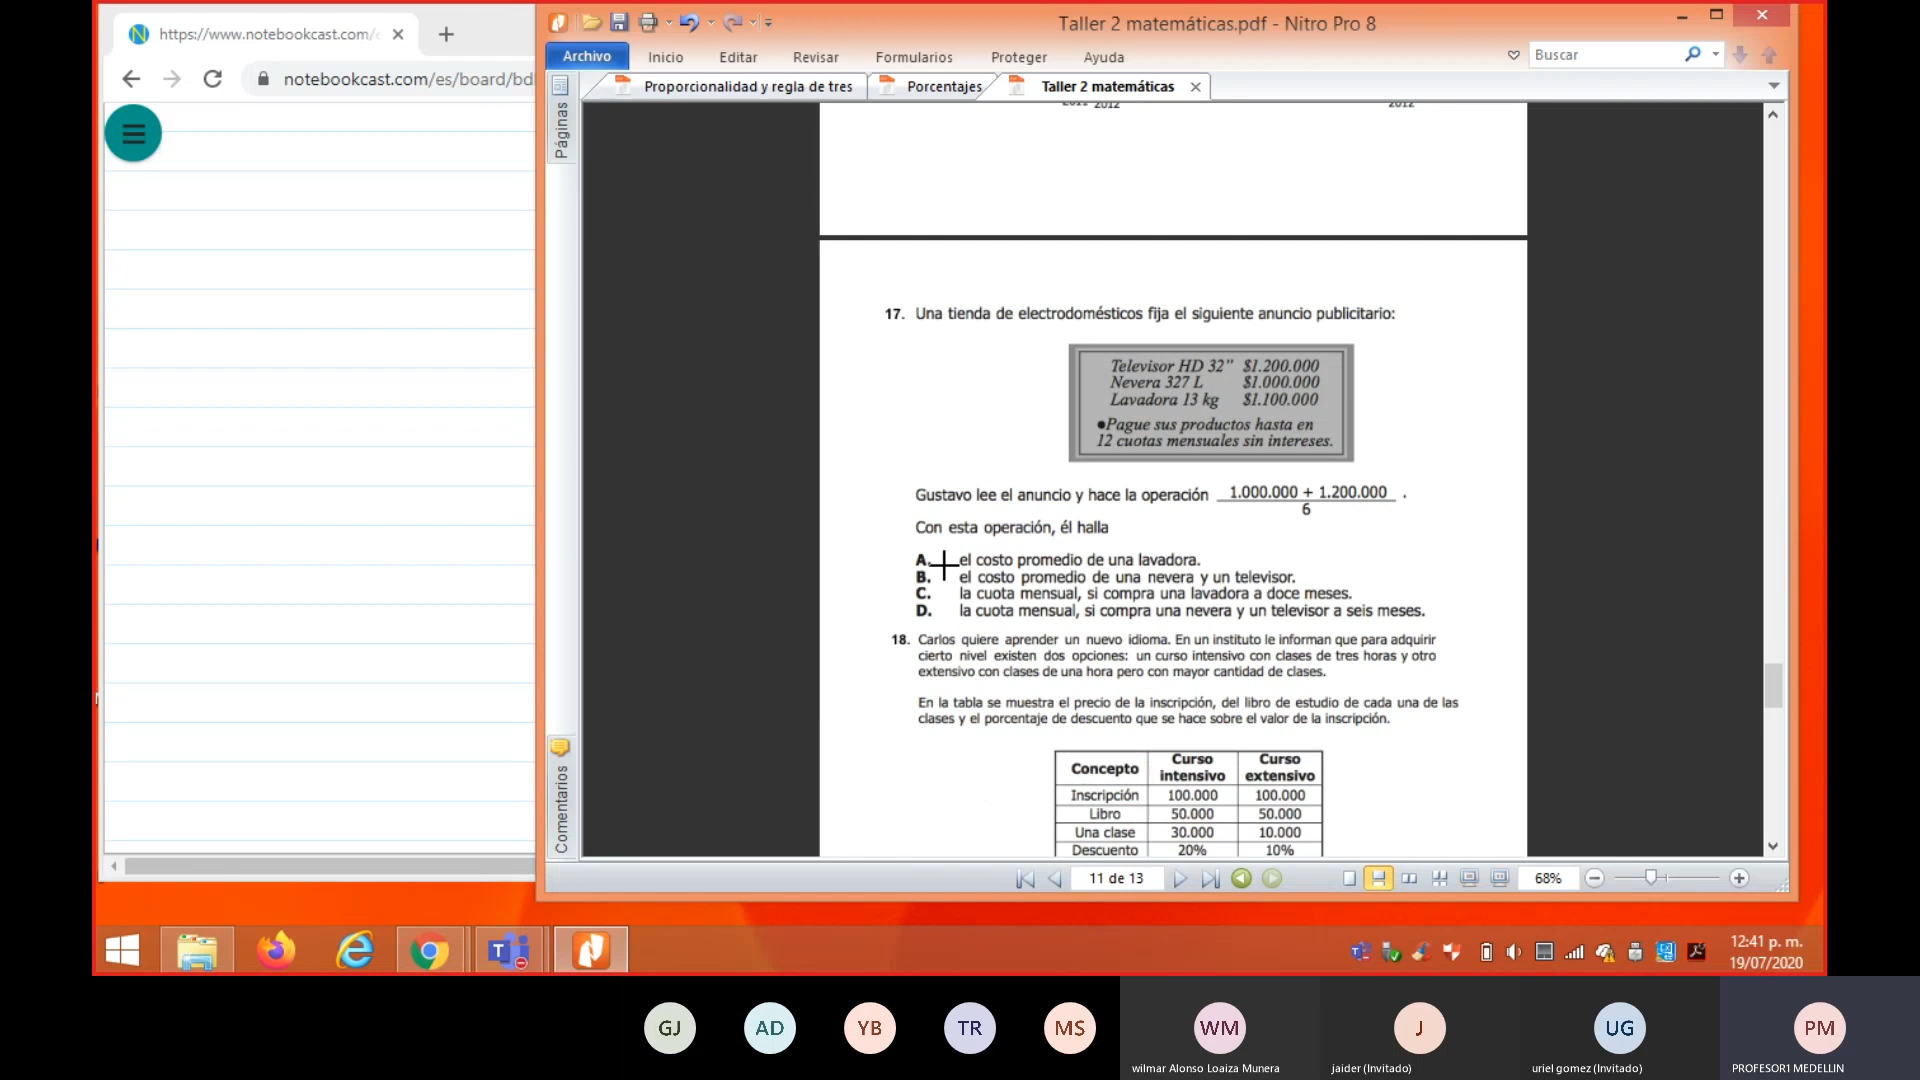 https://www.notebookcast.com/e
notebookcast.com/es/board/bd
Taller 2 matemáticas.pdf - Nitro Pro 8
Archivo Inicio Editar Revisar Formularios Proteger Ayuda Buscar
Proporcionalidad y regla de tres Porcentajes Taller 2 matemáticas
Páginas
2011 2012 2012
17. Una tienda de electrodomésticos fija el siguiente anuncio publicitario:
Televisor HD 32” $1.200.000
Nevera 327 L $1.000.000
Lavadora 13 kg $1.100.000
●Pague sus productos hasta en
12 cuotas mensuales sin intereses.
Gustavo lee el anuncio y hace la operación 1.000.000 + 1.200.000 .
6
Con esta operación, él halla
A. el costo promedio de una lavadora.
B. el costo promedio de una nevera y un televisor.
C. la cuota mensual, si compra una lavadora a doce meses.
D. la cuota mensual, si compra una nevera y un televisor a seis meses.
18. Carlos quiere aprender un nuevo idioma. En un instituto le informan que para adquirir
cierto nivel existen dos opciones: un curso intensivo con clases de tres horas y otro
extensivo con clases de una hora pero con mayor cantidad de clases.
En la tabla se muestra el precio de la inscripción, del libro de estudio de cada una de las
clases y el porcentaje de descuento que se hace sobre el valor de la inscripción.
Concepto Curso intensivo Curso extensivo
Inscripción 100.000 100.000
Libro 50.000 50.000
Una clase 30.000 10.000
Descuento 20% 10%
Comentarios
11 de 13
68%
12:41 p. m.
19/07/2020
GJ AD YB TR MS WM J UG PM
wilmar Alonso Loaiza Munera jaider (Invitado) uriel gomez (Invitado) PROFESOR1 MEDELLIN